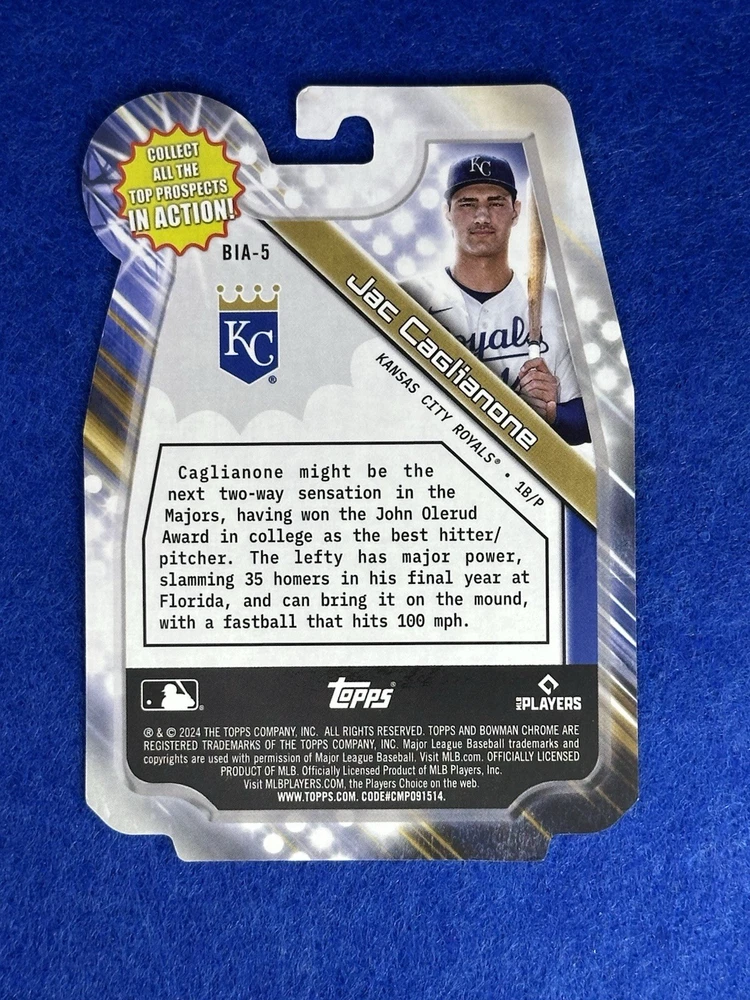 COLLECT
ALL THE
TOP PROSPECTS
IN ACTION!
BIA-5
KC
KC®
Royals
Jac Caglianone
KANSAS CITY ROYALS® • 1B/P
Caglianone might be the
next two-way sensation in the
Majors, having won the John Olerud
Award in college as the best hitter/
pitcher. The lefty has major power,
slamming 35 homers in his final year at
Florida, and can bring it on the mound,
with a fastball that hits 100 mph.
topps®
MLB PLAYERS
® & © 2024 THE TOPPS COMPANY, INC. ALL RIGHTS RESERVED. TOPPS AND BOWMAN CHROME ARE
REGISTERED TRADEMARKS OF THE TOPPS COMPANY, INC. Major League Baseball trademarks and
copyrights are used with permission of Major League Baseball. Visit MLB.com. OFFICIALLY LICENSED
PRODUCT OF MLB. Officially Licensed Product of MLB Players, Inc.
Visit MLBPLAYERS.COM, the Players Choice on the web.
WWW.TOPPS.COM. CODE#CMP091514.